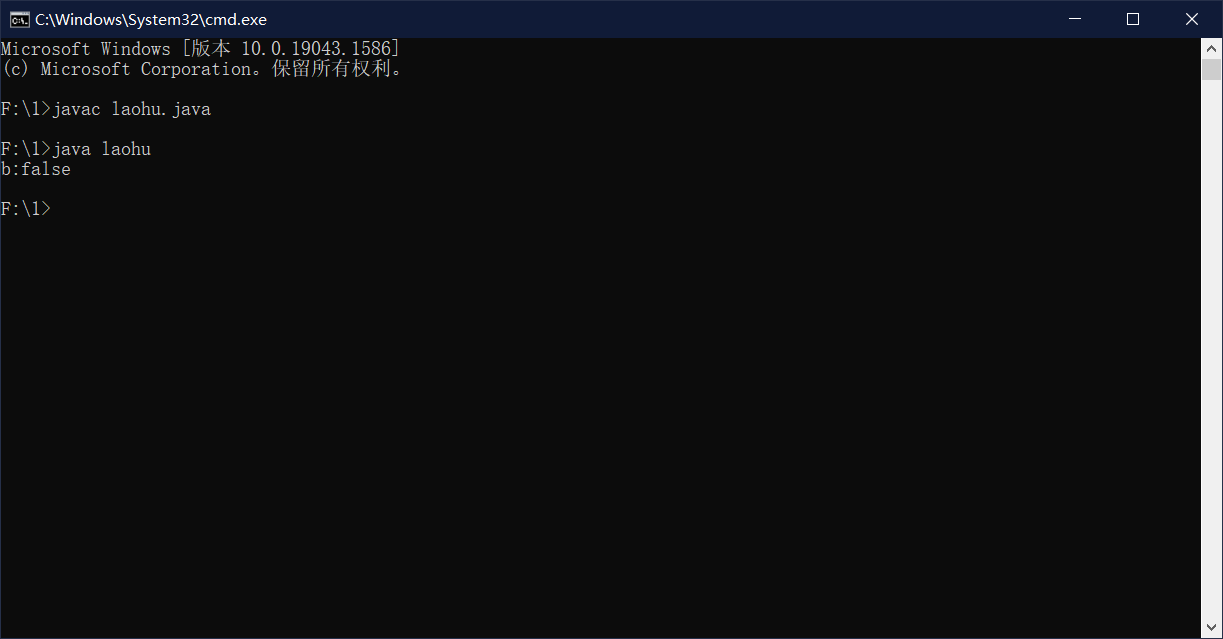 C:\Windows\System32\cmd.exe
Microsoft Windows [版本 10.0.19043.1586]
(c) Microsoft Corporation。保留所有权利。
F:\1>javac laohu.java
F:\1>java laohu
b:false
F:\1>